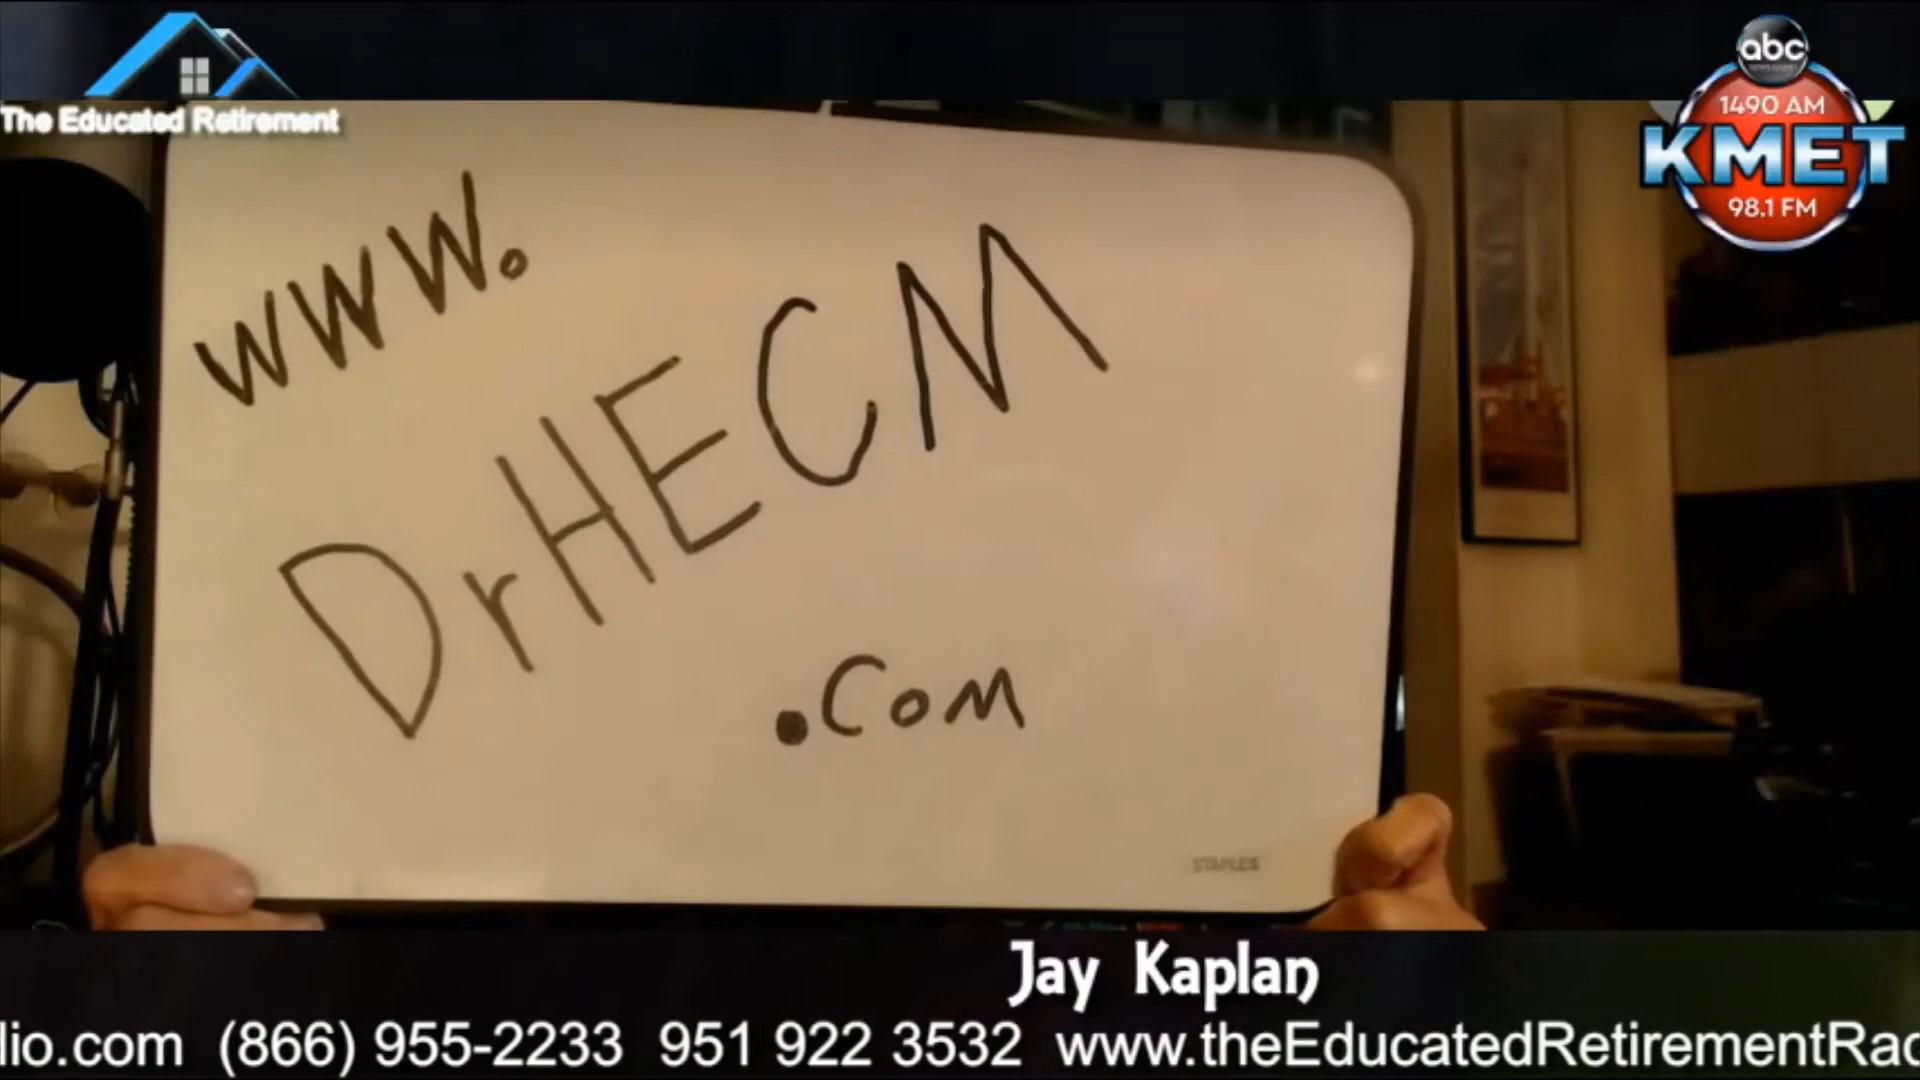 The Educated Retirement
abc
1490 AM
KMET
98.1 FM
www.
DrHECM
.com
STAPLES
Jay Kaplan
lio.com (866) 955-2233 951 922 3532 www.theEducatedRetirementRad